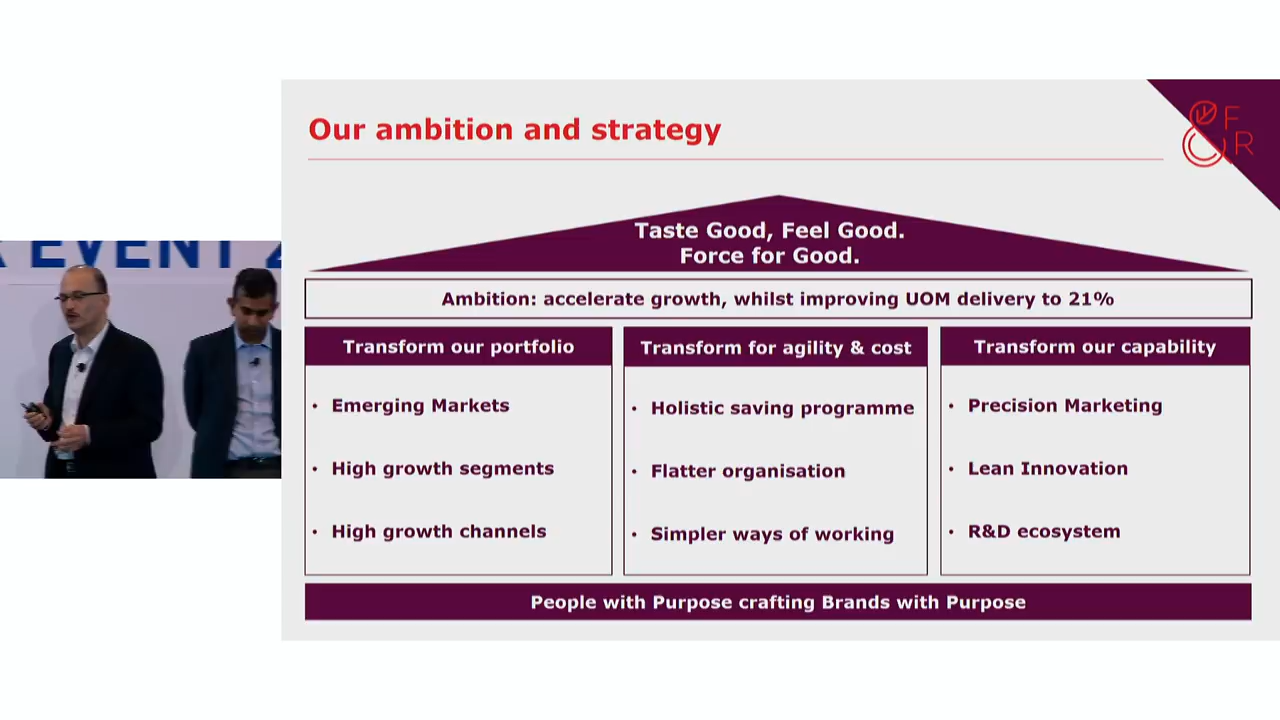 EVENT
Our ambition and strategy
& F
R
Taste Good, Feel Good.
Force for Good.
Ambition: accelerate growth, whilst improving UOM delivery to 21%
Transform our portfolio
• Emerging Markets
• High growth segments
• High growth channels
Transform for agility & cost
• Holistic saving programme
• Flatter organisation
• Simpler ways of working
Transform our capability
• Precision Marketing
• Lean Innovation
• R&D ecosystem
People with Purpose crafting Brands with Purpose